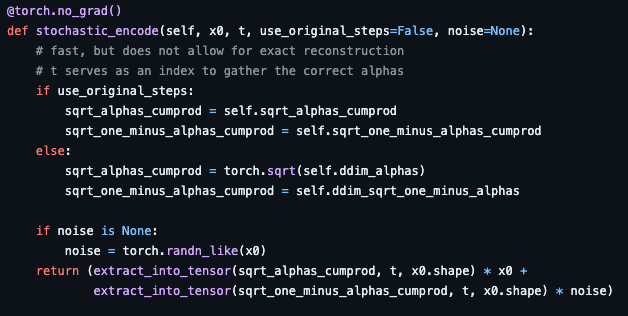 @torch.no_grad()
def stochastic_encode(self, x0, t, use_original_steps=False, noise=None):
    # fast, but does not allow for exact reconstruction
    # t serves as an index to gather the correct alphas
    if use_original_steps:
        sqrt_alphas_cumprod = self.sqrt_alphas_cumprod
        sqrt_one_minus_alphas_cumprod = self.sqrt_one_minus_alphas_cumprod
    else:
        sqrt_alphas_cumprod = torch.sqrt(self.ddim_alphas)
        sqrt_one_minus_alphas_cumprod = self.ddim_sqrt_one_minus_alphas

    if noise is None:
        noise = torch.randn_like(x0)
    return (extract_into_tensor(sqrt_alphas_cumprod, t, x0.shape) * x0 +
            extract_into_tensor(sqrt_one_minus_alphas_cumprod, t, x0.shape) * noise)